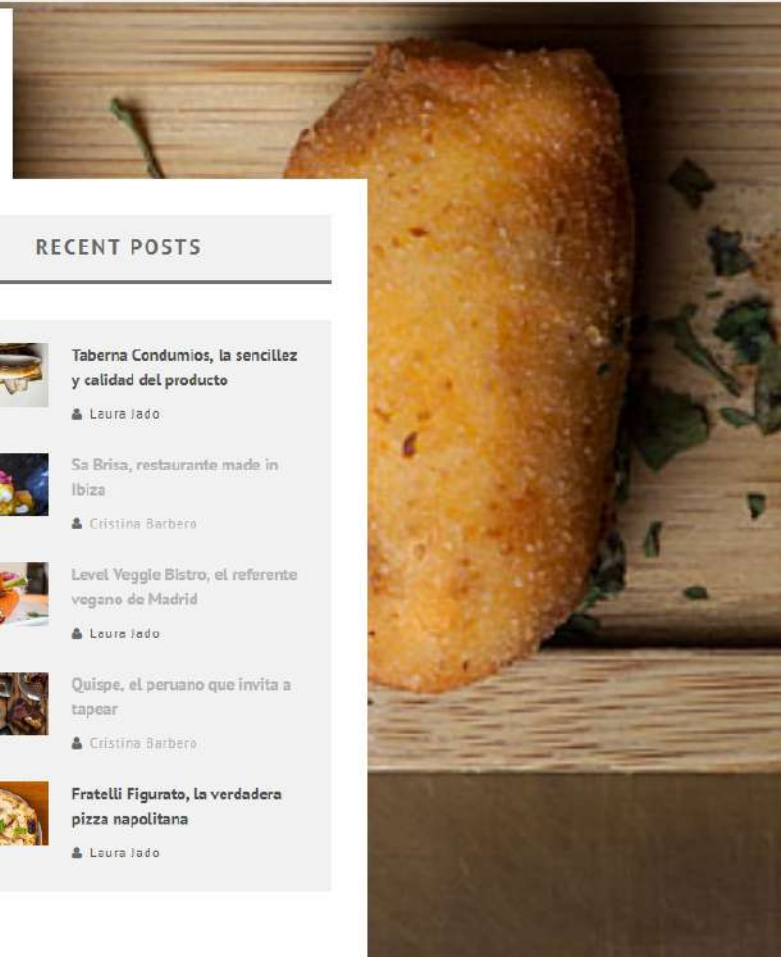 RECENT POSTS
Taberna Condumios, la sencillez
y calidad del producto
Laura Jado
Sa Brisa, restaurante made in
Ibiza
Cristina Barbero
Level Veggie Bistro, el referente
vegano de Madrid
Laura Jado
Quispe, el peruano que invita a
tapear
Cristina Barbero
Fratelli Figurato, la verdadera
pizza napolitana
Laura Jado